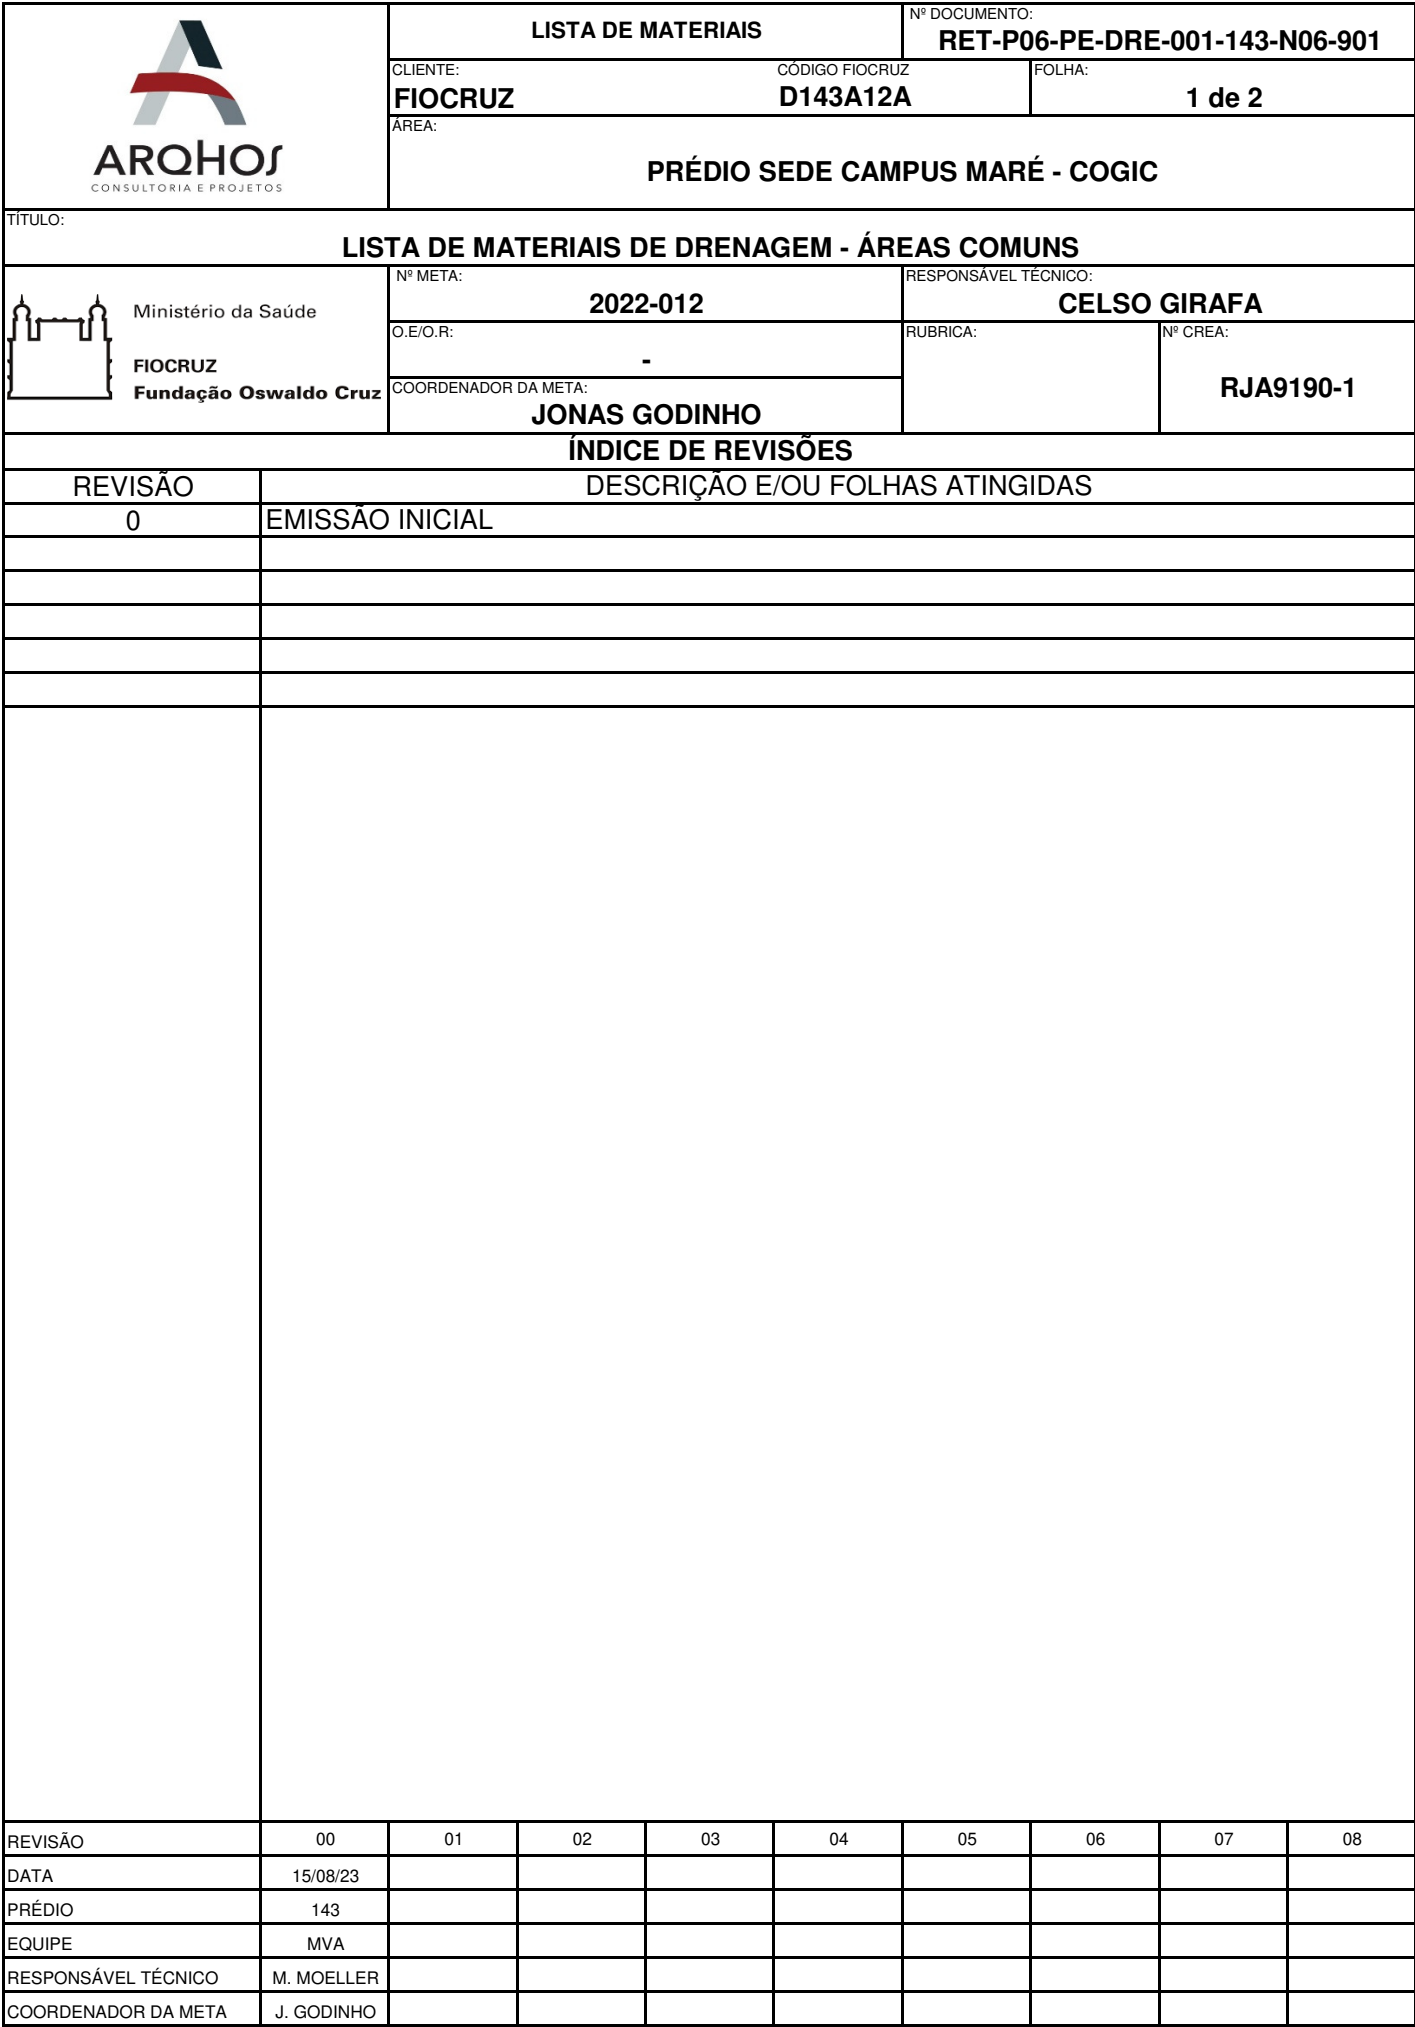 ARQHOS
CONSULTORIA E PROJETOS
LISTA DE MATERIAIS
Nº DOCUMENTO:
RET-P06-PE-DRE-001-143-N06-901
CLIENTE:
FIOCRUZ
CÓDIGO FIOCRUZ
D143A12A
FOLHA:
1 de 2
ÁREA:
PRÉDIO SEDE CAMPUS MARÉ - COGIC
TÍTULO:
LISTA DE MATERIAIS DE DRENAGEM - ÁREAS COMUNS
Ministério da Saúde
FIOCRUZ
Fundação Oswaldo Cruz
Nº META:
2022-012
RESPONSÁVEL TÉCNICO:
CELSO GIRAFA
O.E/O.R:
-
RUBRICA:
Nº CREA:
RJA9190-1
COORDENADOR DA META:
JONAS GODINHO
ÍNDICE DE REVISÕES
REVISÃO DESCRIÇÃO E/OU FOLHAS ATINGIDAS
0 EMISSÃO INICIAL
REVISÃO 00 01 02 03 04 05 06 07 08
DATA 15/08/23
PRÉDIO 143
EQUIPE MVA
RESPONSÁVEL TÉCNICO M. MOELLER
COORDENADOR DA META J. GODINHO